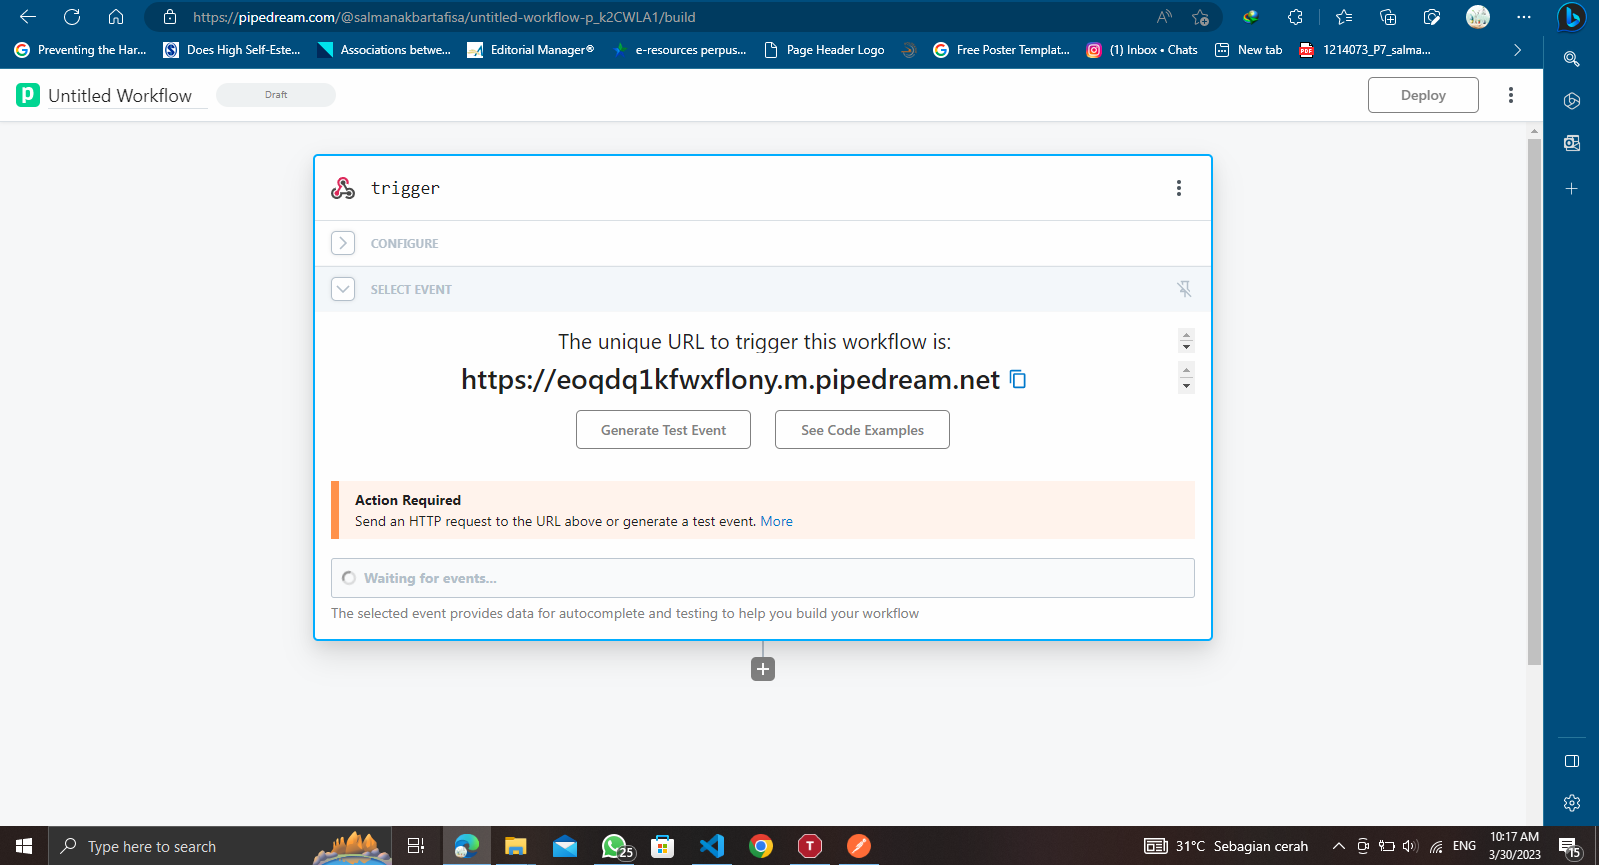 https://pipedream.com/@salmanakbartafisa/untitled-workflow-p_k2CWLA1/build
Preventing the Har... Does High Self-Este... Associations betwe... Editorial Manager® e-resources perpus... Page Header Logo Free Poster Templat... (1) Inbox • Chats New tab 1214073_P7_salma...
Untitled Workflow Draft Deploy
trigger
CONFIGURE
SELECT EVENT
The unique URL to trigger this workflow is:
https://eoqdq1kfwxflony.m.pipedream.net
Generate Test Event See Code Examples
Action Required
Send an HTTP request to the URL above or generate a test event. More
Waiting for events...
The selected event provides data for autocomplete and testing to help you build your workflow
Type here to search 25 31°C Sebagian cerah ENG 10:17 AM
3/30/2023 15